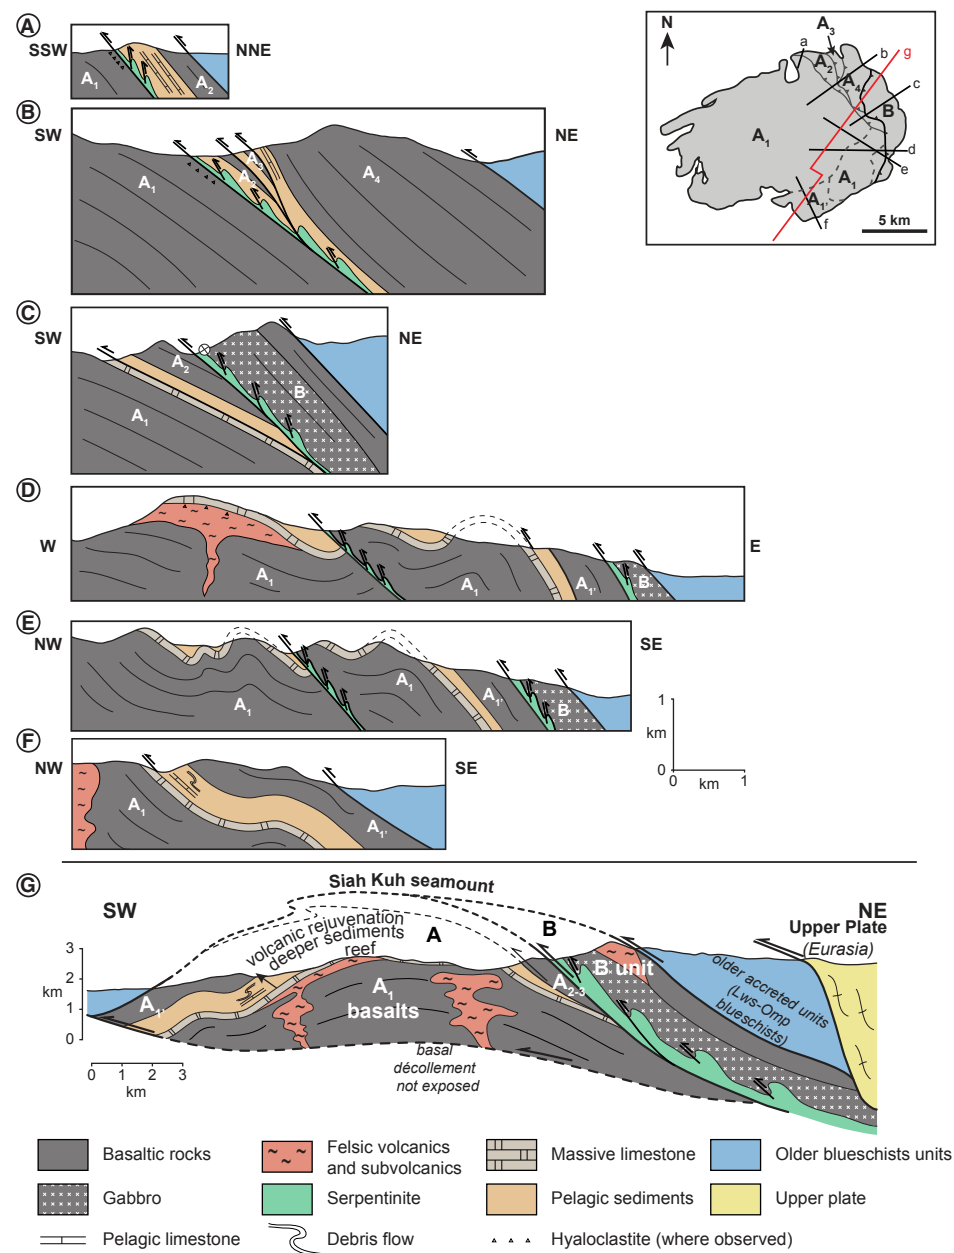 A
SSW
NNE
A1
A2
B
SW
NE
A1
A2
A3
A4
C
SW
NE
A1
A2
B
D
W
E
A1
A1
A1'
B
E
NW
SE
A1
A1
A1'
B
F
NW
SE
A1
A1'
1
km
0
0 km 1
N
A3
a
b
g
A2
A4
c
B
A1
d
e
A1
A1'
f
5 km
G
Siah Kuh seamount
SW
NE
Upper Plate
(Eurasia)
volcanic rejuvenation
deeper sediments
reef
A
B
3
2
km
1
0
A1'
A1
basalts
A2-3
B unit
older accreted units
(Lws-Omp
blueschists)
basal
décollement
not exposed
0 1 2 3
km
Basaltic rocks
Felsic volcanics
and subvolcanics
Massive limestone
Older blueschists units
Gabbro
Serpentinite
Pelagic sediments
Upper plate
Pelagic limestone
Debris flow
Hyaloclastite (where observed)